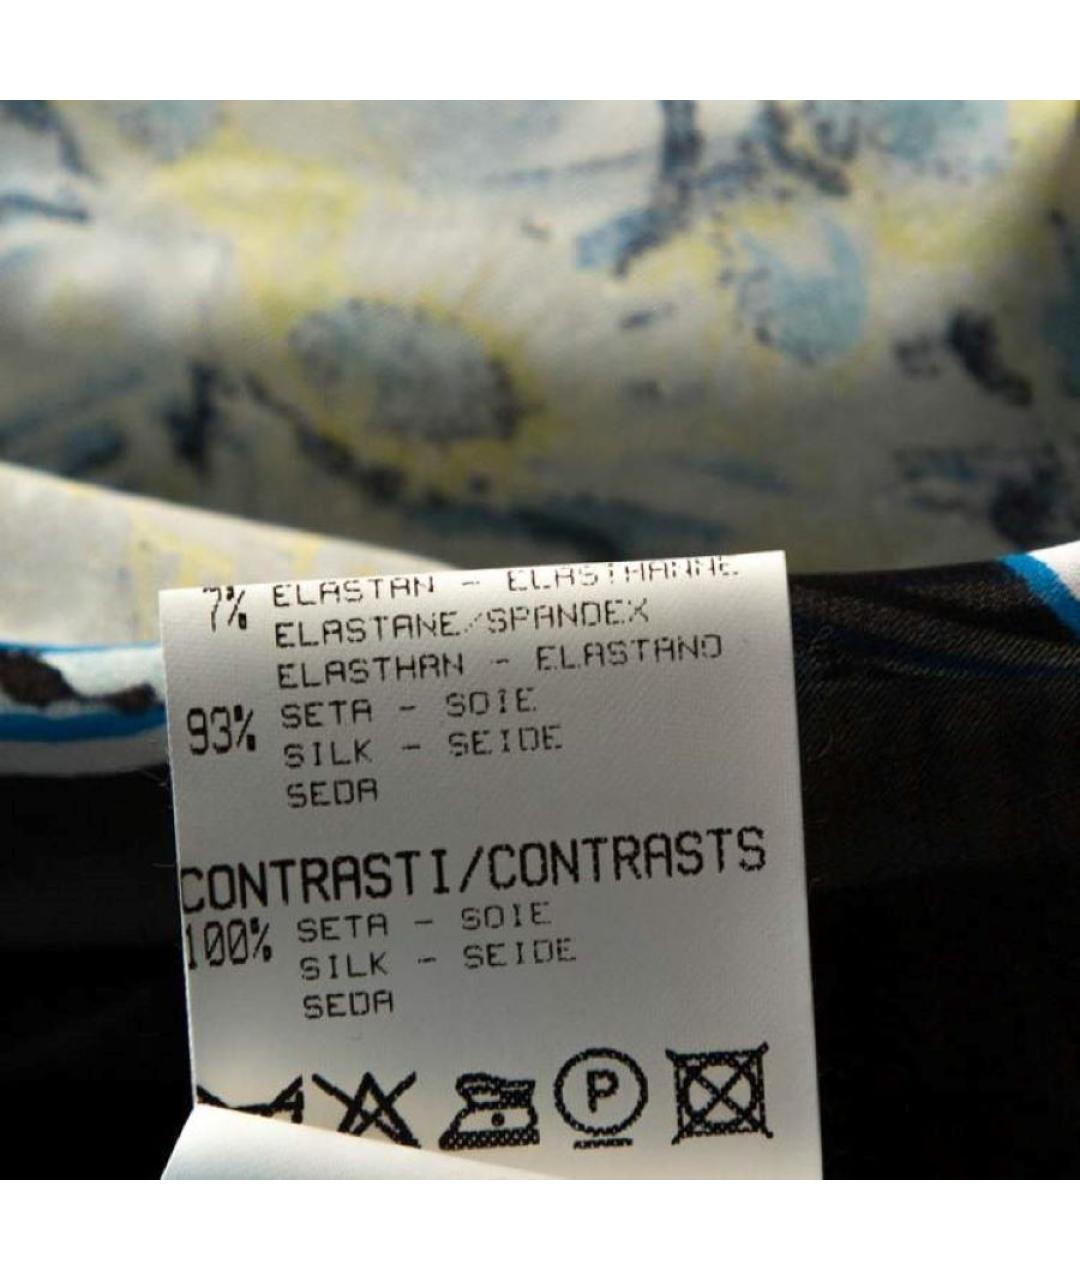 7% ELASTAN - ELASTHANNE
ELASTANE/SPANDEX
ELASTHAN - ELASTANO
93% SETA - SOIE
SILK - SEIDE
SEDA
CONTRASTI/CONTRASTS
100% SETA - SOIE
SILK - SEIDE
SEDA
P